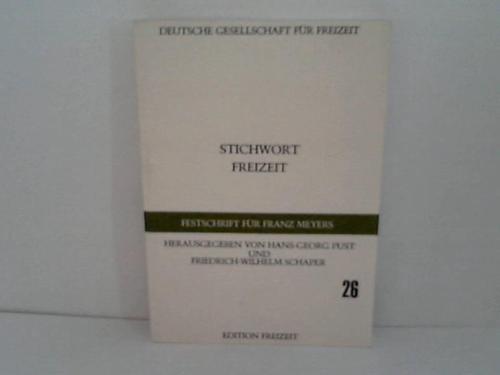 DEUTSCHE GESELLSCHAFT FÜR FREIZEIT
STICHWORT
FREIZEIT
FESTSCHRIFT FÜR FRANZ MEYERS
HERAUSGEGEBEN VON HANS-GEORG PUST
UND
FRIEDRICH-WILHELM SCHAPER
26
EDITION FREIZEIT